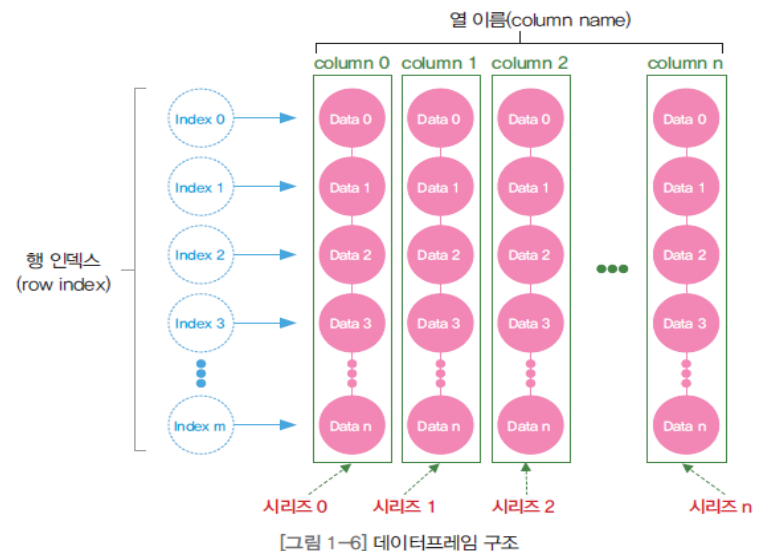 열 이름(column name)
column 0 column 1 column 2 column n
Index 0 Data 0 Data 0 Data 0 Data 0
Index 1 Data 1 Data 1 Data 1 Data 1
행 인덱스
(row index)
Index 2 Data 2 Data 2 Data 2 Data 2
Index 3 Data 3 Data 3 Data 3 Data 3
Index m Data n Data n Data n Data n
시리즈 0 시리즈 1 시리즈 2 시리즈 n
[그림 1-6] 데이터프레임 구조